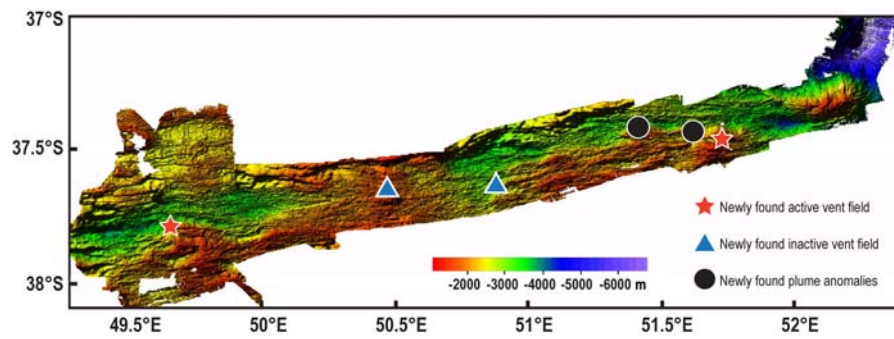 37°S
37.5°S
38°S
Newly found active vent field
Newly found inactive vent field
Newly found plume anomalies
-2000 -3000 -4000 -5000 -6000 m
49.5°E 50°E 50.5°E 51°E 51.5°E 52°E